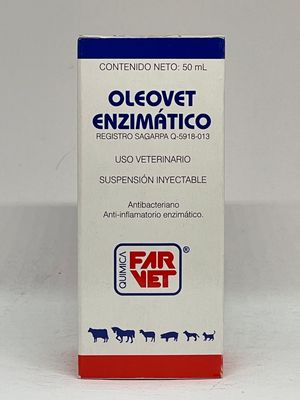 CONTENIDO NETO: 50 mL
OLEOVET
ENZIMÁTICO
REGISTRO SAGARPA Q-5918-013
USO VETERINARIO
SUSPENSIÓN INYECTABLE
Antibacteriano
Anti-inflamatorio enzimático.
QUIMICA
FAR
VET
®